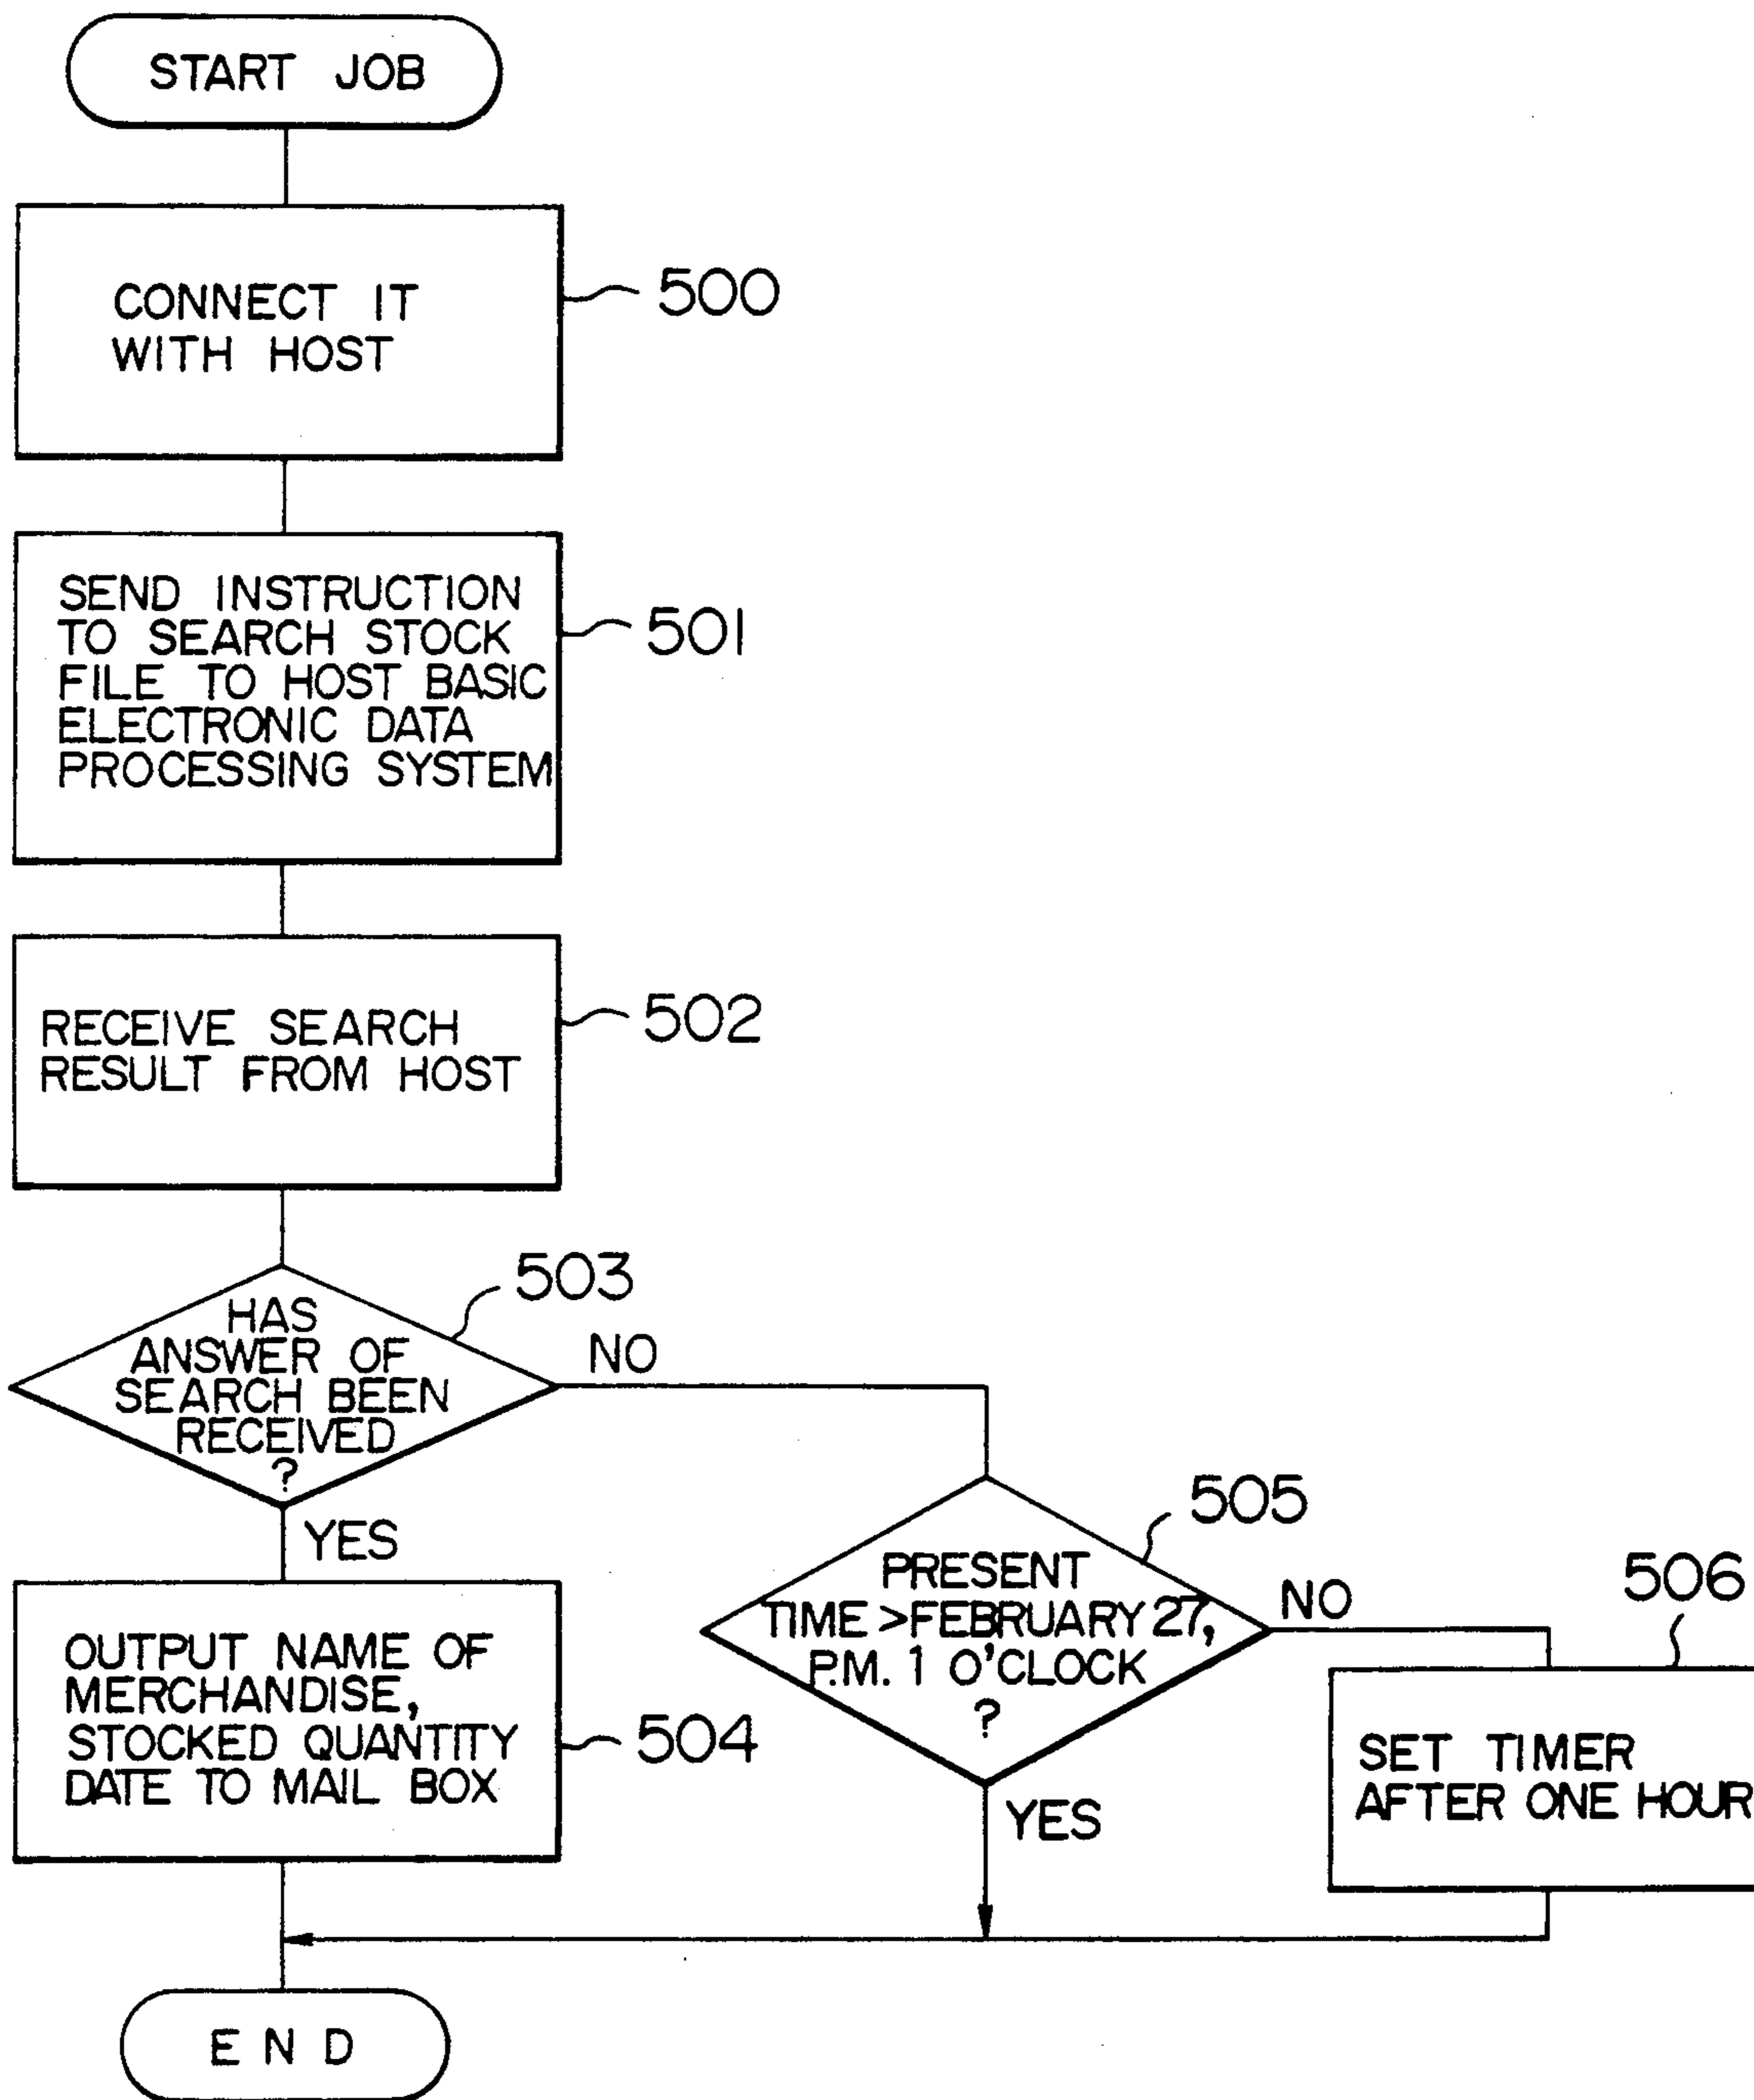 START JOB
CONNECT IT
WITH HOST
500
SEND INSTRUCTION
TO SEARCH STOCK
FILE TO HOST BASIC
ELECTRONIC DATA
PROCESSING SYSTEM
501
RECEIVE SEARCH
RESULT FROM HOST
502
503
HAS
ANSWER OF
SEARCH BEEN
RECEIVED
?
NO
YES
505
PRESENT
TIME >FEBRUARY 27,
P.M. 1 O'CLOCK
?
NO
YES
506
SET TIMER
AFTER ONE HOUR
OUTPUT NAME OF
MERCHANDISE,
STOCKED QUANTITY
DATE TO MAIL BOX
504
END